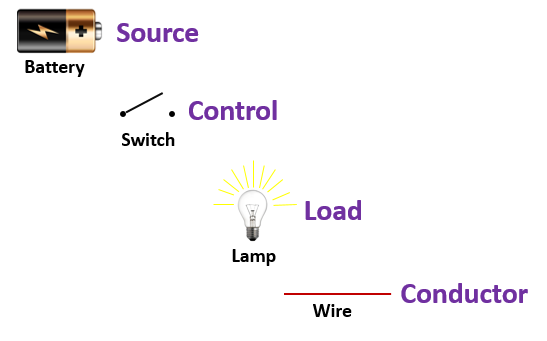 Source
Battery
Control
Switch
Load
Lamp
Conductor
Wire